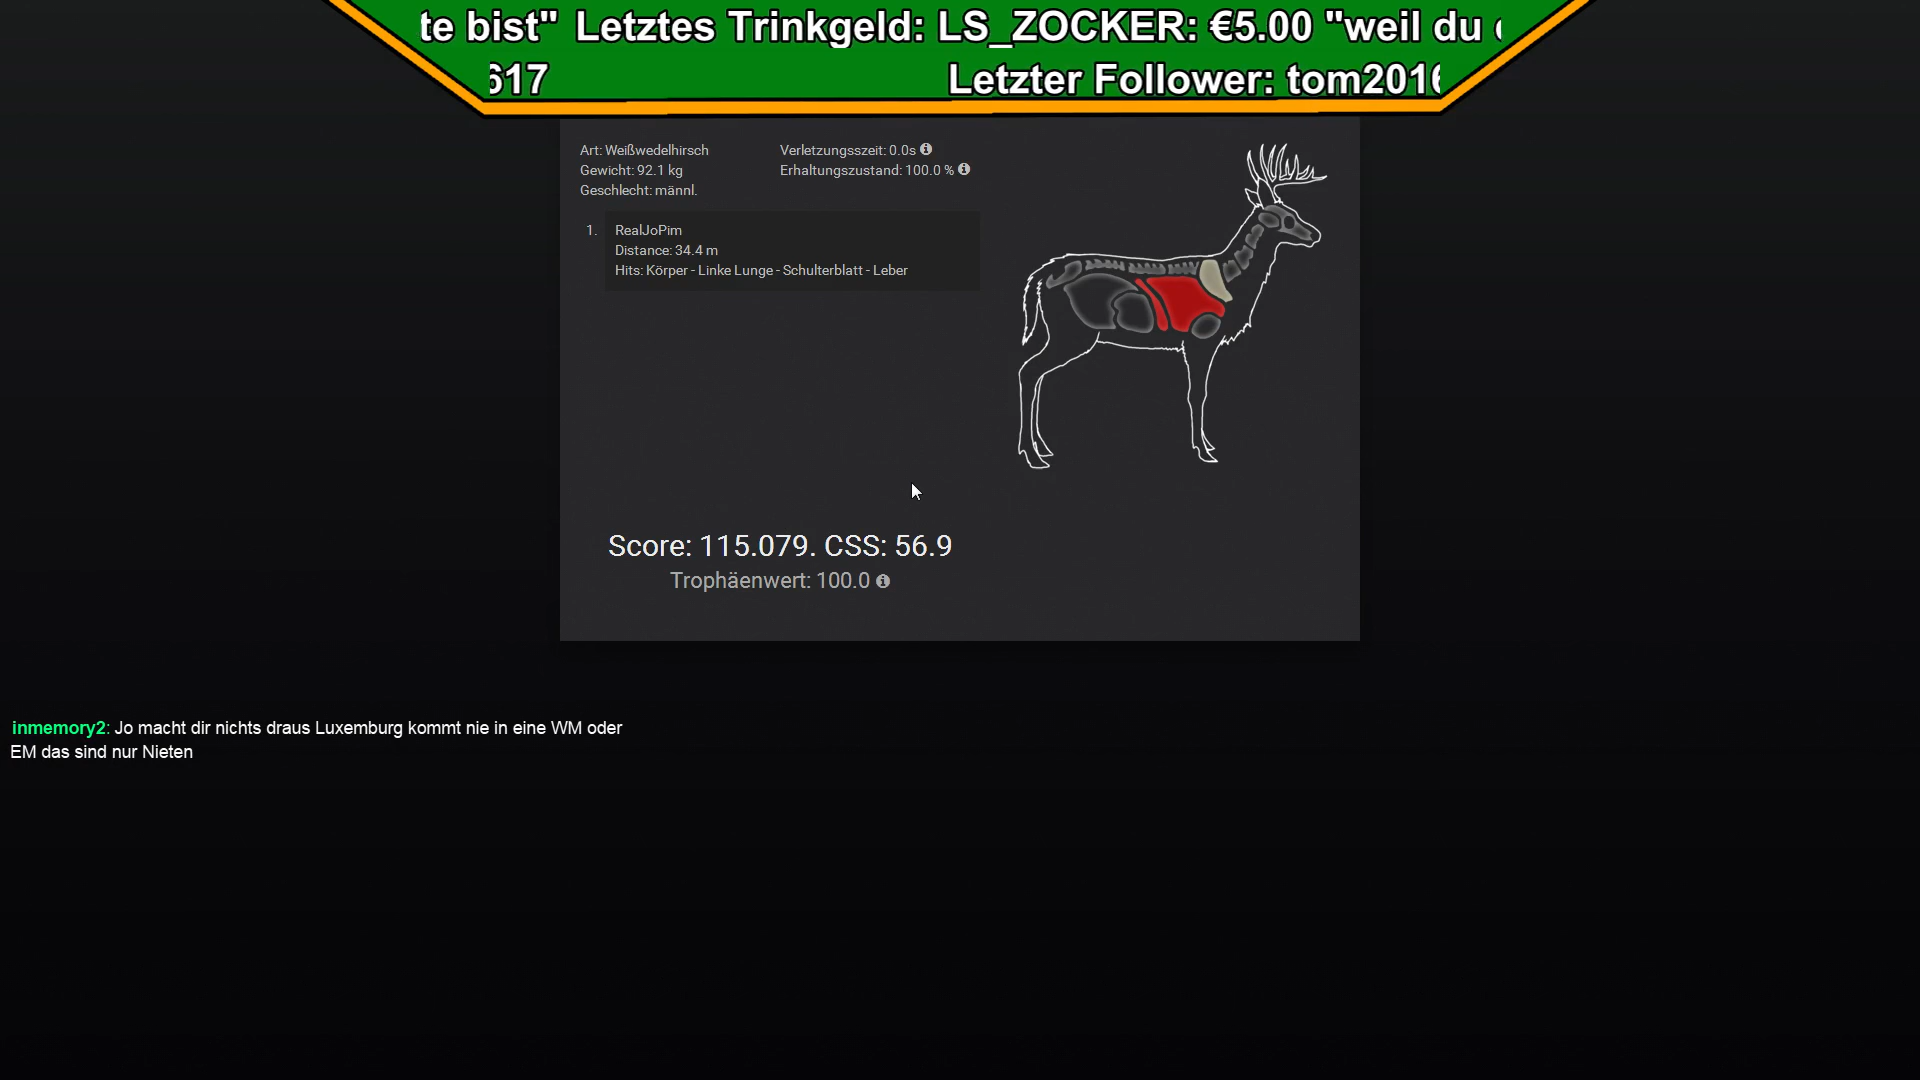 te bist" Letztes Trinkgeld: LS_ZOCKER: €5.00 "weil du
617 Letzter Follower: tom2016
Art: Weißwedelhirsch
Gewicht: 92.1 kg
Geschlecht: männl.
Verletzungsszeit: 0.0s
Erhaltungszustand: 100.0 %
1. RealJoPim
Distance: 34.4 m
Hits: Körper - Linke Lunge - Schulterblatt - Leber
Score: 115.079. CSS: 56.9
Trophäenwert: 100.0
inmemory2: Jo macht dir nichts draus Luxemburg kommt nie in eine WM oder
EM das sind nur Nieten